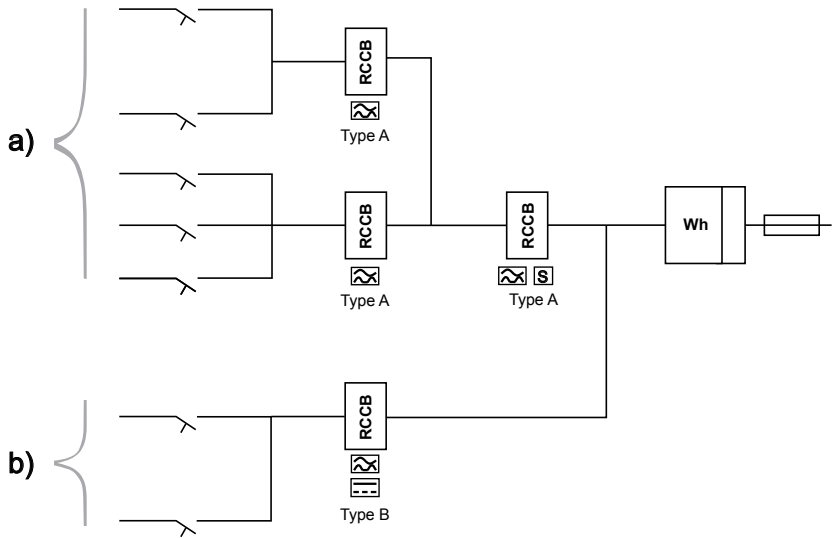 a)
RCCB
Type A
RCCB
Type A
RCCB
S
Type A
Wh
b)
RCCB
Type B